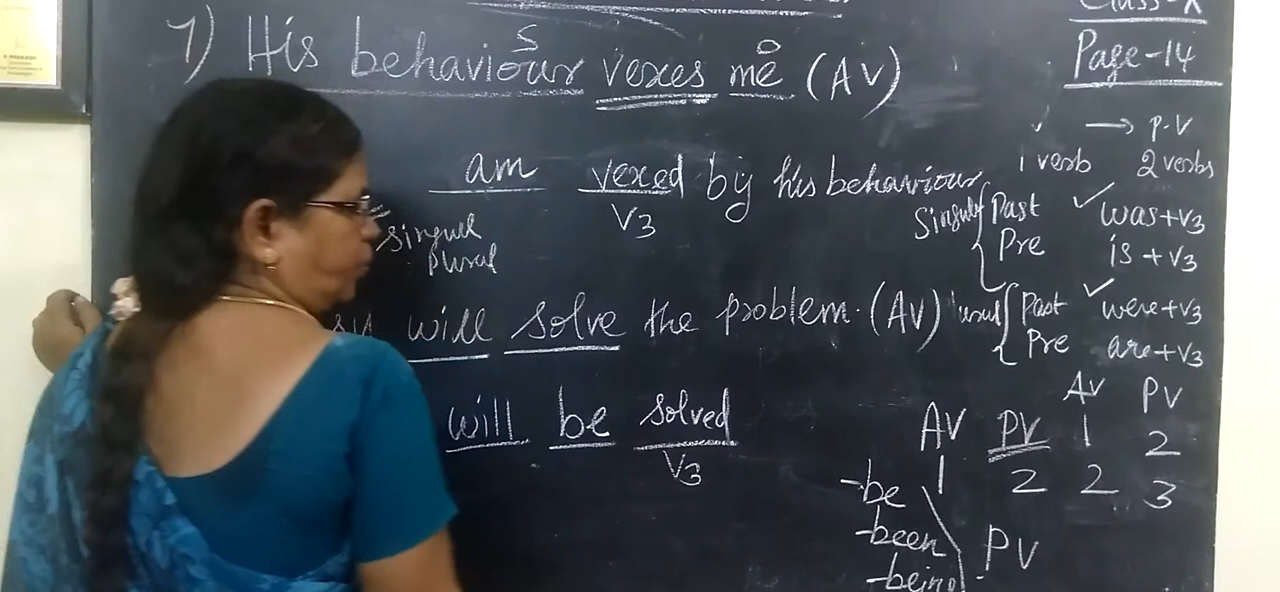 Class-X
Page-14
S O
7) His behaviour vexes me (AV)
→ P.V
1 verb 2 verbs
am vexed by his behaviour
V3
singul
plural
Singul { Past ✓ was+V3
Pre is+V3
will solve the problem. (AV)
{ Past ✓ were+V3
Pre are+V3
will be solved
V3
AV PV
1 2
2 3
AV PV
1 2
-be
-been
-being
PV